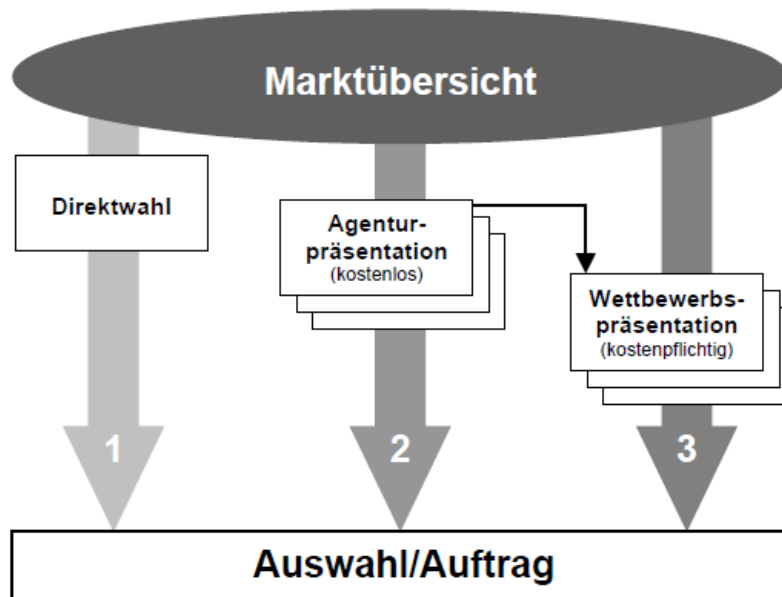 Marktübersicht
Direktwahl
Agentur-
präsentation
(kostenlos)
Wettbewerbs-
präsentation
(kostenpflichtig)
1
2
3
Auswahl/Auftrag